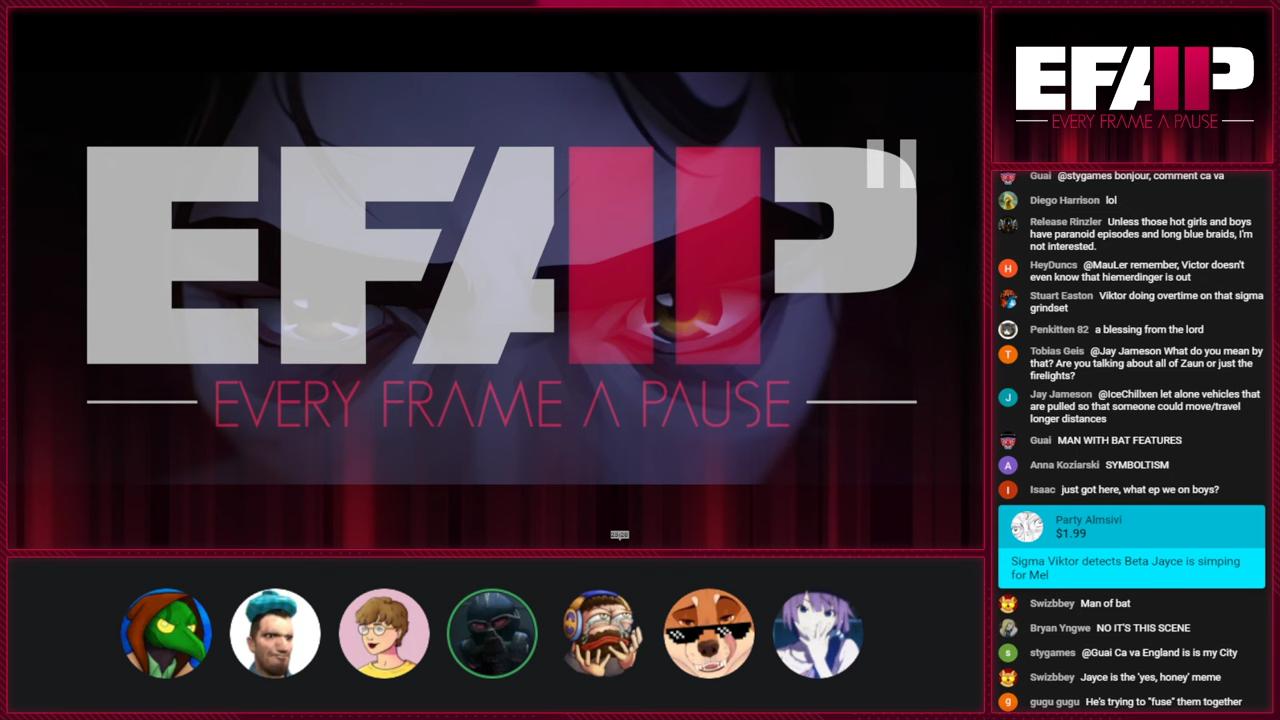 EFAP
EVERY FRAME A PAUSE
EFAP
EVERY FRAME A PAUSE
Guai @stygames bonjour, comment ca va
Diego Harrison lol
Release Rinzler Unless those hot girls and boys
have paranoid episodes and long blue braids, I'm
not interested.
H
HeyDuncs @MauLer remember, Victor doesn't
even know that hiemerdinger is out
Stuart Easton Viktor doing overtime on that sigma
grindset
Penkitten 82 a blessing from the lord
T
Tobias Geis @Jay Jameson What do you mean by
that? Are you talking about all of Zaun or just the
firelights?
J
Jay Jameson @IceChillxen let alone vehicles that
are pulled so that someone could move/travel
longer distances
Guai MAN WITH BAT FEATURES
A
Anna Koziarski SYMBOLTISM
I
Isaac just got here, what ep we on boys?
Party Almsivi
$1.99
Sigma Viktor detects Beta Jayce is simping
for Mel
Swizbbey Man of bat
Bryan Yngwe NO IT'S THIS SCENE
s
stygames @Guai Ca va England is is my City
Swizbbey Jayce is the 'yes, honey' meme
g
gugu gugu He's trying to "fuse" them together